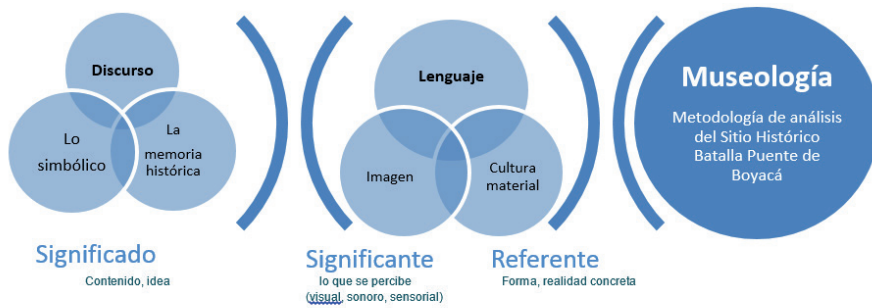 Discurso
Lo
simbólico
La
memoria
histórica
Lenguaje
Imagen
Cultura
material
Museología
Metodología de análisis
del Sitio Histórico
Batalla Puente de
Boyacá
Significado
Contenido, idea
Significante
lo que se percibe
(visual, sonoro, sensorial)
Referente
Forma, realidad concreta